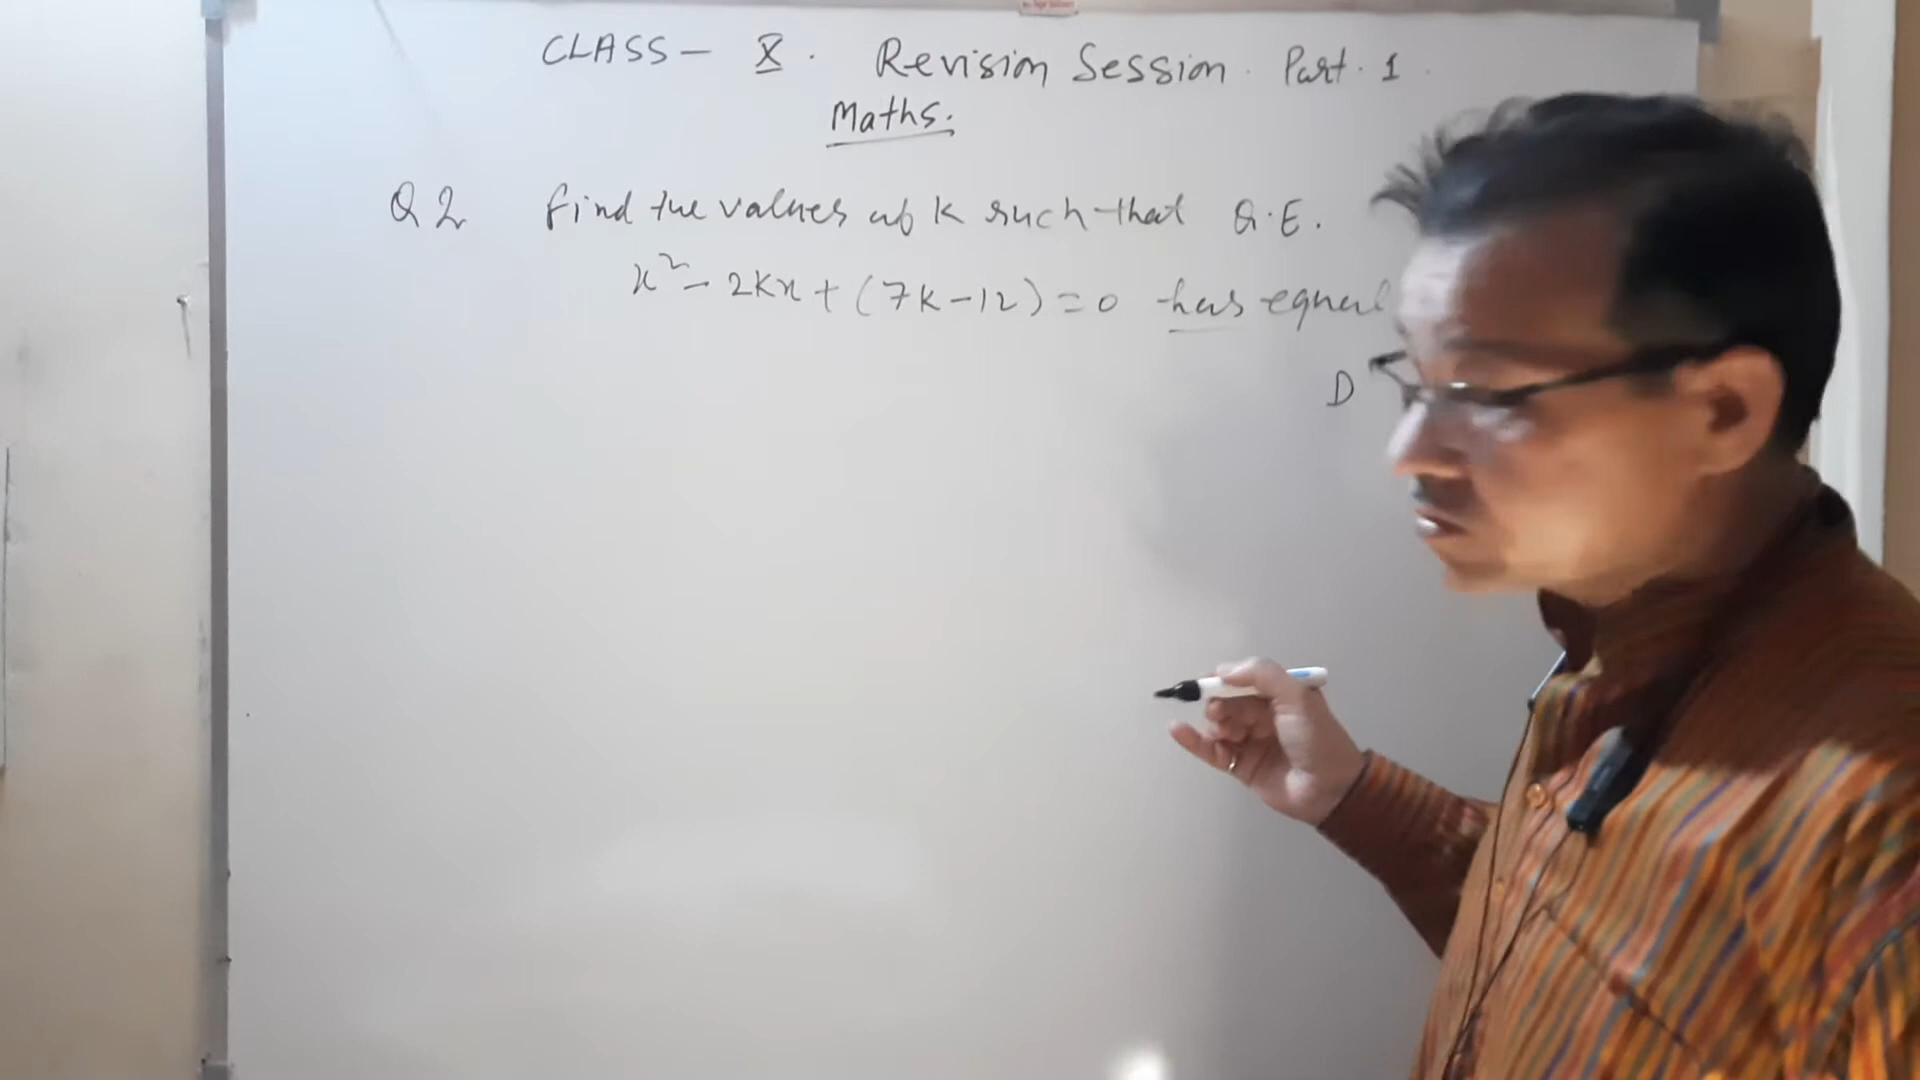 CLASS - X. Revision Session. Part. 1.
Maths.
Q2 Find the values of k such that Q.E.
x² - 2kx + (7k - 12) = 0 has equal
D